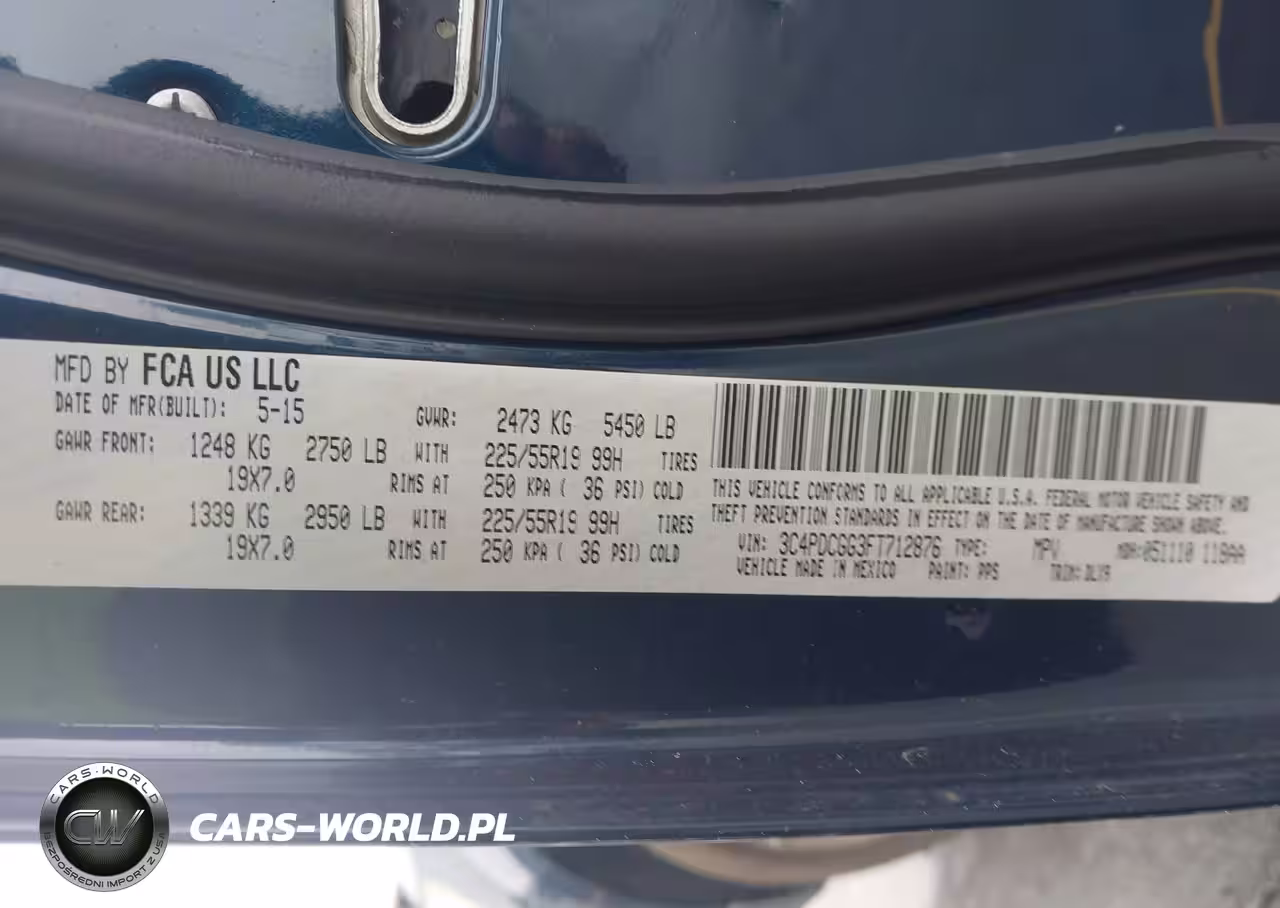 MFD BY FCA US LLC
DATE OF MFR(BUILT): 5-15 GVWR: 2473 KG 5450 LB
GAWR FRONT: 1248 KG 2750 LB WITH 225/55R19 99H TIRES
19X7.0 RIMS AT 250 KPA ( 36 PSI) COLD
GAWR REAR: 1339 KG 2950 LB WITH 225/55R19 99H TIRES
19X7.0 RIMS AT 250 KPA ( 36 PSI) COLD
THIS VEHICLE CONFORMS TO ALL APPLICABLE U.S.A. FEDERAL MOTOR VEHICLE SAFETY AND
THEFT PREVENTION STANDARDS IN EFFECT ON THE DATE OF MANUFACTURE SHOWN ABOVE.
VIN: 3C4PDCGG3FT712876 TYPE: MPV MDH:051110 118AA
VEHICLE MADE IN MEXICO PAINT: PPS TRIM: DLY9
CARS-WORLD
CW
BEZPOŚREDNI IMPORT Z USA
CARS-WORLD.PL